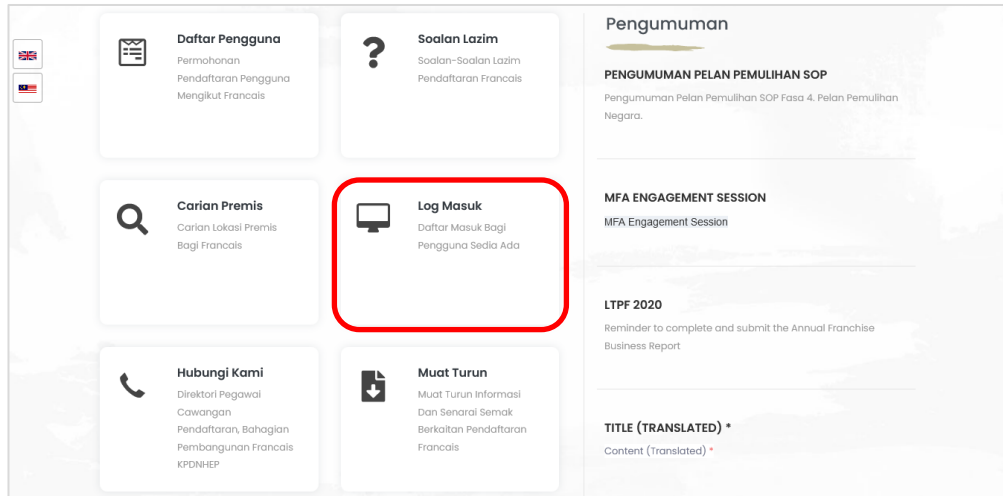 Daftar Pengguna
Permohonan
Pendaftaran Pengguna
Mengikut Francais
Soalan Lazim
Soalan-Soalan Lazim
Pendaftaran Francais
Carian Premis
Carian Lokasi Premis
Bagi Francais
Log Masuk
Daftar Masuk Bagi
Pengguna Sedia Ada
Hubungi Kami
Direktori Pegawai
Cawangan
Pendaftaran, Bahagian
Pembangunan Francais
KPDNHEP
Muat Turun
Muat Turun Informasi
Dan Senarai Semak
Berkaitan Pendaftaran
Francais
Pengumuman
PENGUMUMAN PELAN PEMULIHAN SOP
Pengumuman Pelan Pemulihan SOP Fasa 4. Pelan Pemulihan
Negara.
MFA ENGAGEMENT SESSION
MFA Engagement Session
LTPF 2020
Reminder to complete and submit the Annual Franchise
Business Report
TITLE (TRANSLATED) *
Content (Translated) *